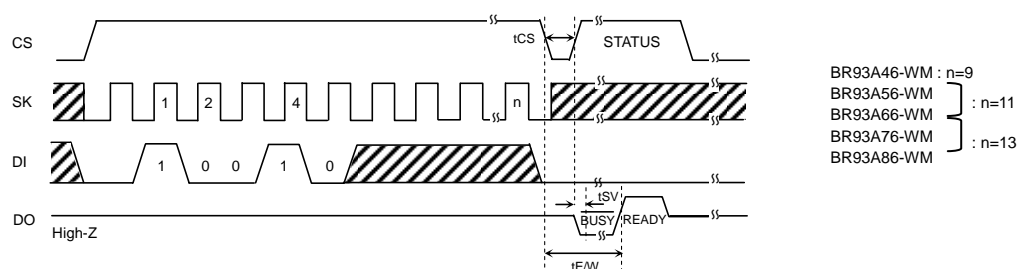 CS
tCS
STATUS
SK
1 2 4 n
DI
1 0 0 1 0
tSV
DO
BUSY READY
High-Z
tE/W
BR93A46-WM : n=9
BR93A56-WM
BR93A66-WM
: n=11
BR93A76-WM
BR93A86-WM
: n=13